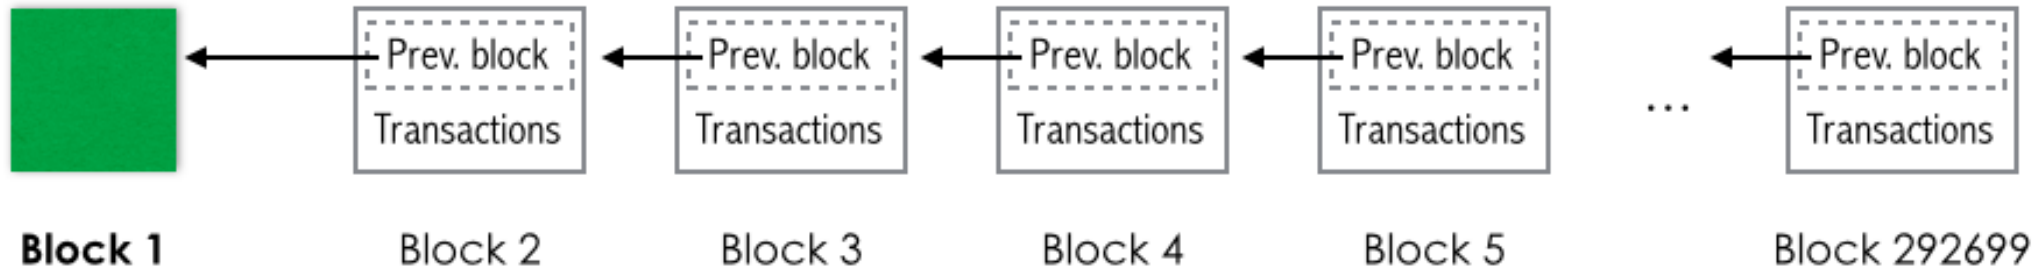 Prev. block
Transactions
Prev. block
Transactions
Prev. block
Transactions
Prev. block
Transactions
...
Prev. block
Transactions
Block 1
Block 2
Block 3
Block 4
Block 5
Block 292699